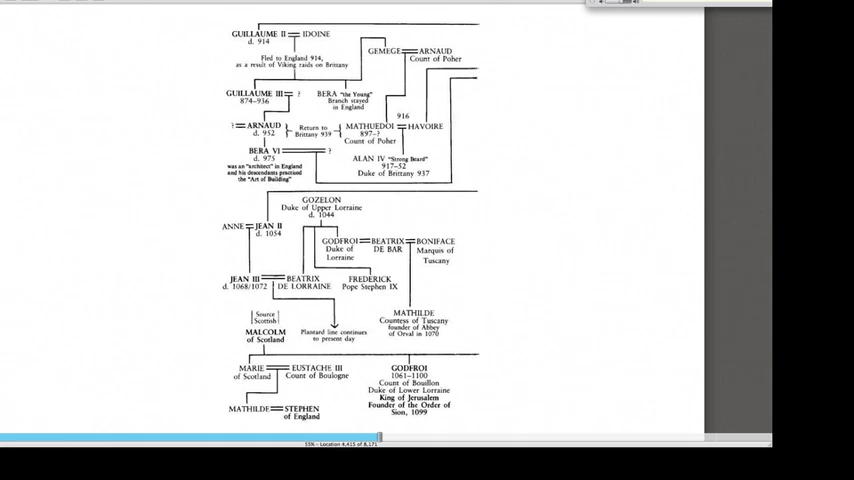 GUILLAUME II IDOINE
d. 914
GEMEGE ARNAUD
Count of Poher
Fled to England 914,
as a result of Viking raids on Brittany
GUILLAUME III ?
874–936
BERA "the Young"
Branch stayed
in England
916
? ARNAUD
d. 952
Return to
Brittany 939
MATHUEDOI HAVOIRE
897–?
Count of Poher
BERA VI ?
d. 975
was an "architect" in England
and his descendants practised
the "Art of Building"
ALAN IV "Strong Beard"
917–52
Duke of Brittany 937
GOZELON
Duke of Upper Lorraine
d. 1044
ANNE JEAN II
d. 1054
GODFROI BEATRIX BONIFACE
Duke of DE BAR Marquis of
Lorraine Tuscany
JEAN III BEATRIX
d. 1068/1072 DE LORRAINE
FREDERICK
Pope Stephen IX
Source
Scottish
MALCOLM
of Scotland
Plantard line continues
to present day
MATHILDE
Countess of Tuscany
founder of Abbey
of Orval in 1070
MARIE EUSTACHE III
of Scotland Count of Boulogne
GODFROI
1061–1100
Count of Bouillon
Duke of Lower Lorraine
King of Jerusalem
Founder of the Order of
Sion, 1099
MATHILDE STEPHEN
of England
55% – Location 4,415 of 8,171